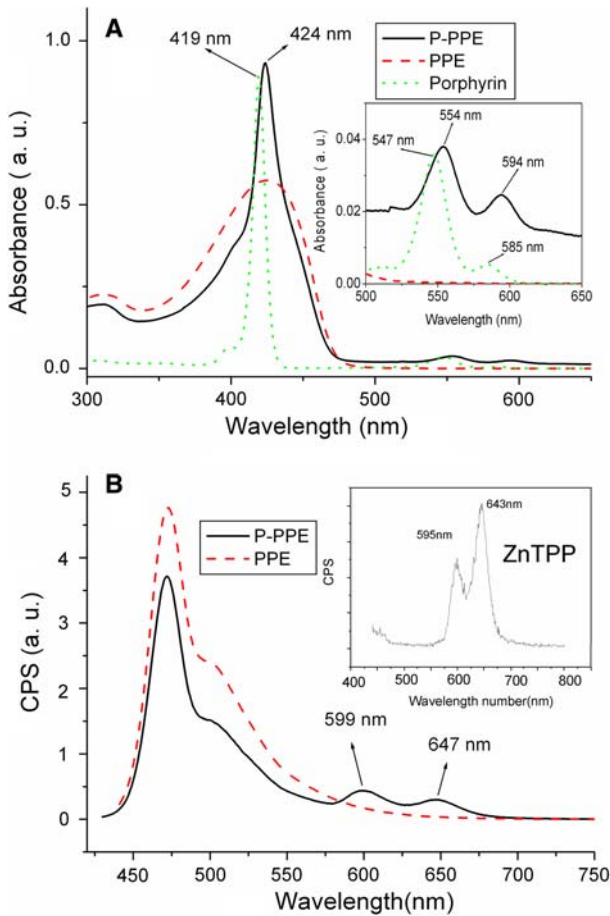 A
419 nm
424 nm
P-PPE
PPE
Porphyrin
1.0
0.5
0.0
Absorbance ( a. u. )
300
400
500
600
Wavelength (nm)
554 nm
547 nm
594 nm
585 nm
0.04
0.02
0.00
Absorbance ( a. u.)
500
550
600
650
Wavelength (nm)
B
P-PPE
PPE
5
4
3
2
1
0
CPS (a. u.)
599 nm
647 nm
450
500
550
600
650
700
750
Wavelength(nm)
643nm
595nm
ZnTPP
CPS
400
500
600
700
800
Wavelength number(nm)